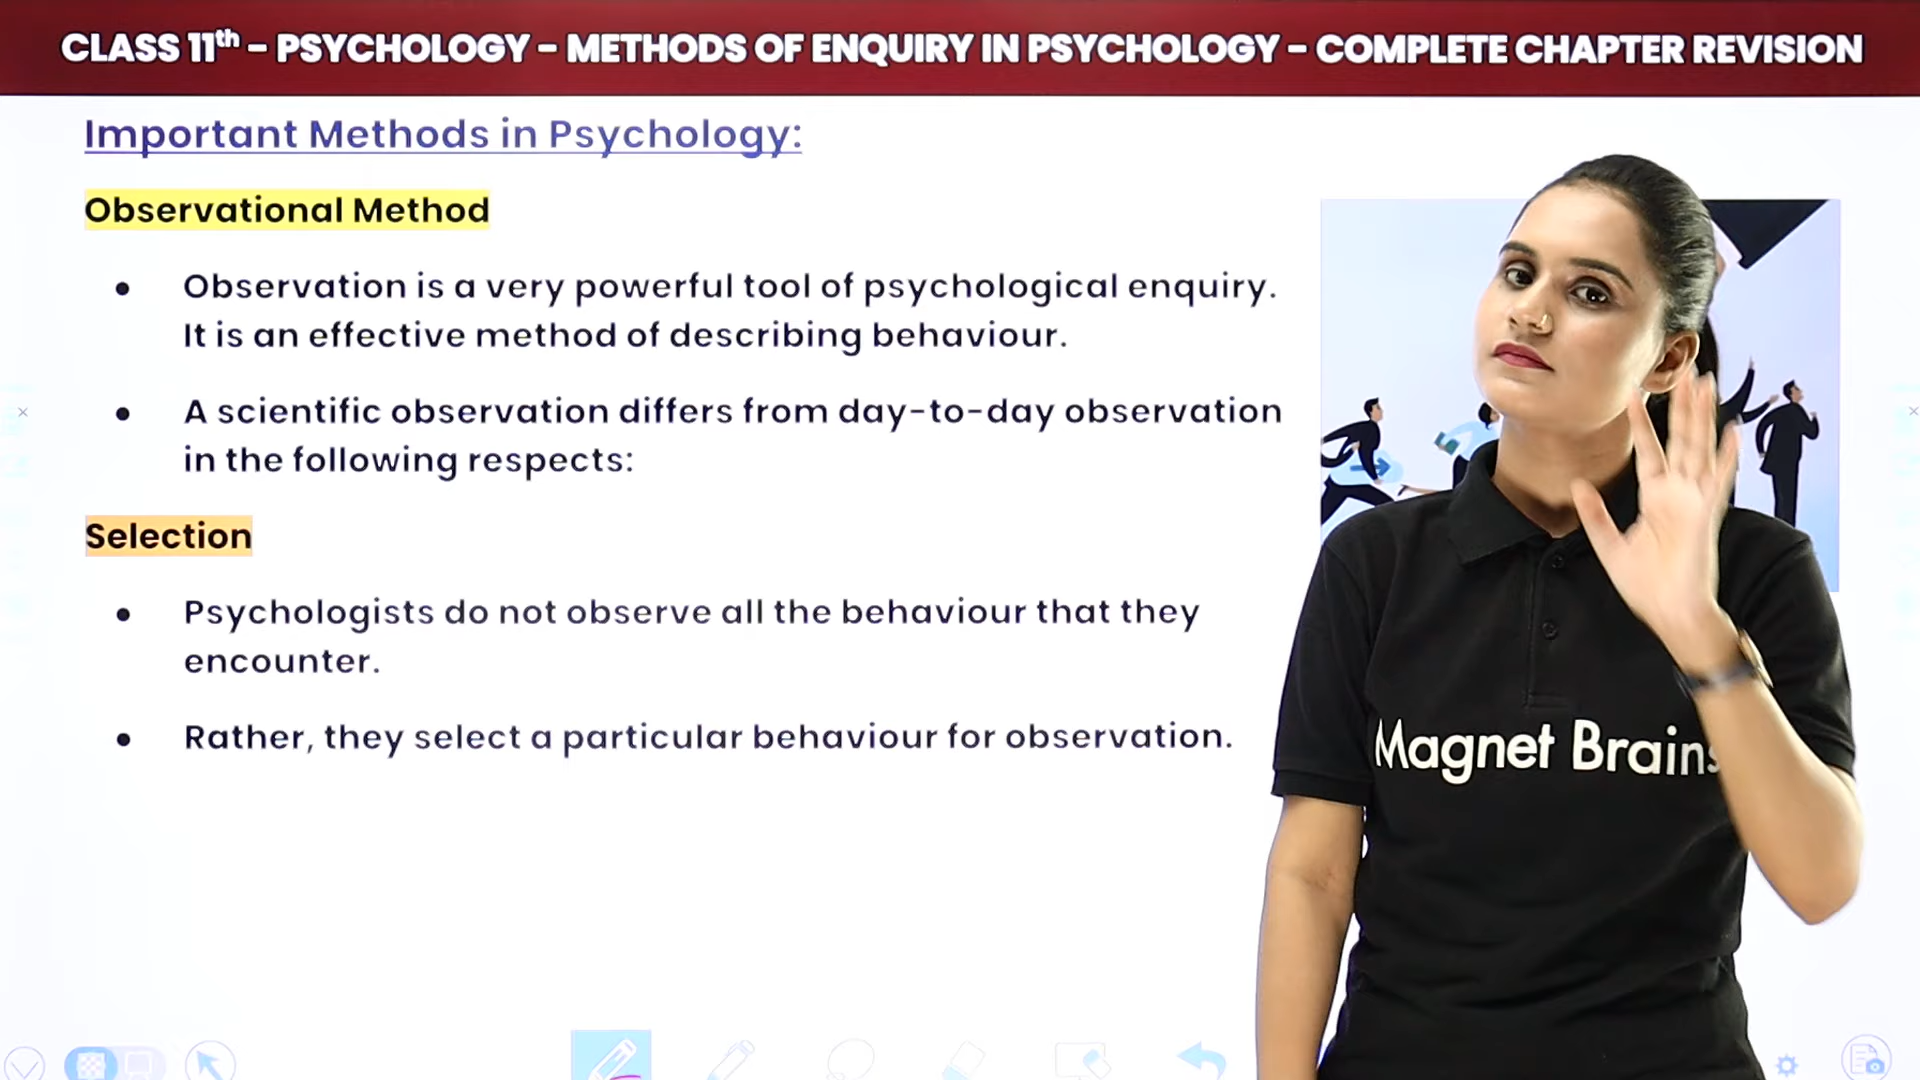 CLASS 11th – PSYCHOLOGY – METHODS OF ENQUIRY IN PSYCHOLOGY – COMPLETE CHAPTER REVISION
Important Methods in Psychology:
Observational Method
• Observation is a very powerful tool of psychological enquiry.
It is an effective method of describing behaviour.
• A scientific observation differs from day-to-day observation
in the following respects:
Selection
• Psychologists do not observe all the behaviour that they
encounter.
• Rather, they select a particular behaviour for observation.
Magnet Brains